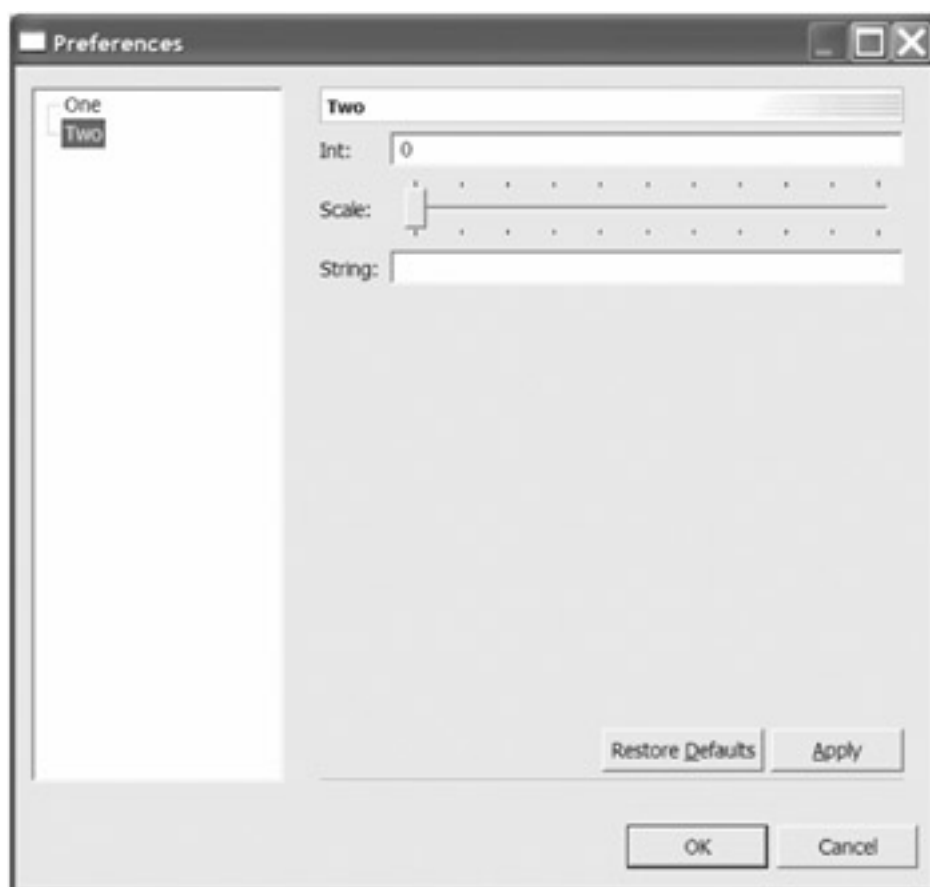 Preferences
One
Two
Two
Int: 0
Scale:
String:
Restore Defaults Apply
OK Cancel